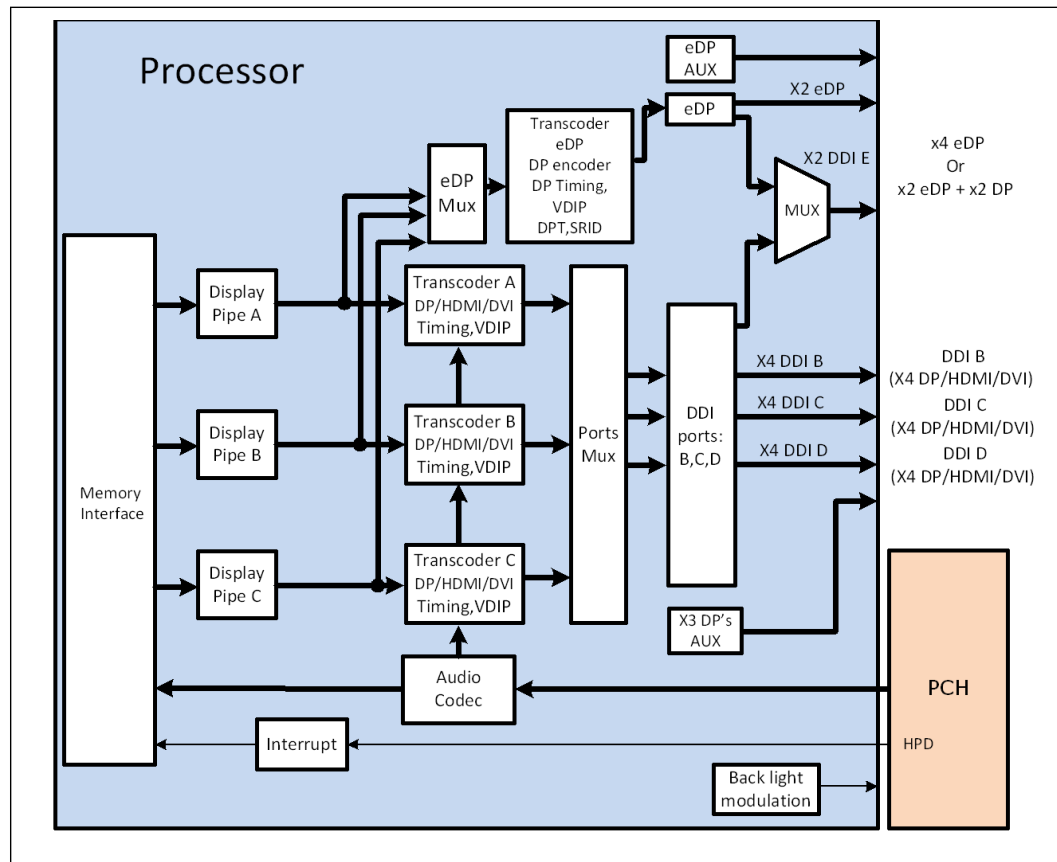 Processor
eDP
AUX
X2 eDP
eDP
Transcoder
eDP
DP encoder
DP Timing,
VDIP
DPT,SRID
eDP
Mux
X2 DDI E
MUX
x4 eDP
Or
x2 eDP + x2 DP
Memory
Interface
Display
Pipe A
Transcoder A
DP/HDMI/DVI
Timing,VDIP
Display
Pipe B
Transcoder B
DP/HDMI/DVI
Timing,VDIP
Display
Pipe C
Transcoder C
DP/HDMI/DVI
Timing,VDIP
Ports
Mux
DDI
ports:
B,C,D
X4 DDI B
X4 DDI C
X4 DDI D
DDI B
(X4 DP/HDMI/DVI)
DDI C
(X4 DP/HDMI/DVI)
DDI D
(X4 DP/HDMI/DVI)
X3 DP’s
AUX
Audio
Codec
PCH
HPD
Interrupt
Back light
modulation